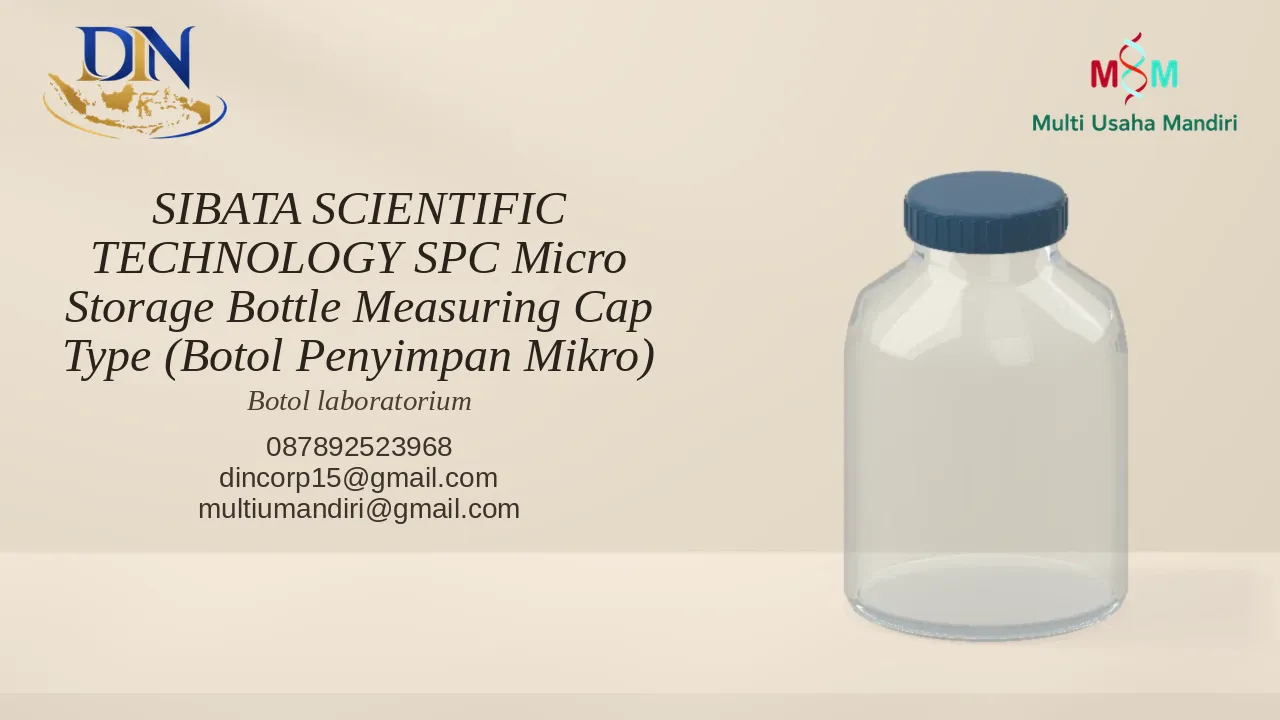 DIN
MSM
Multi Usaha Mandiri
SIBATA SCIENTIFIC
TECHNOLOGY SPC Micro
Storage Bottle Measuring Cap
Type (Botol Penyimpan Mikro)
Botol laboratorium
087892523968
dincorp15@gmail.com
multiumandiri@gmail.com